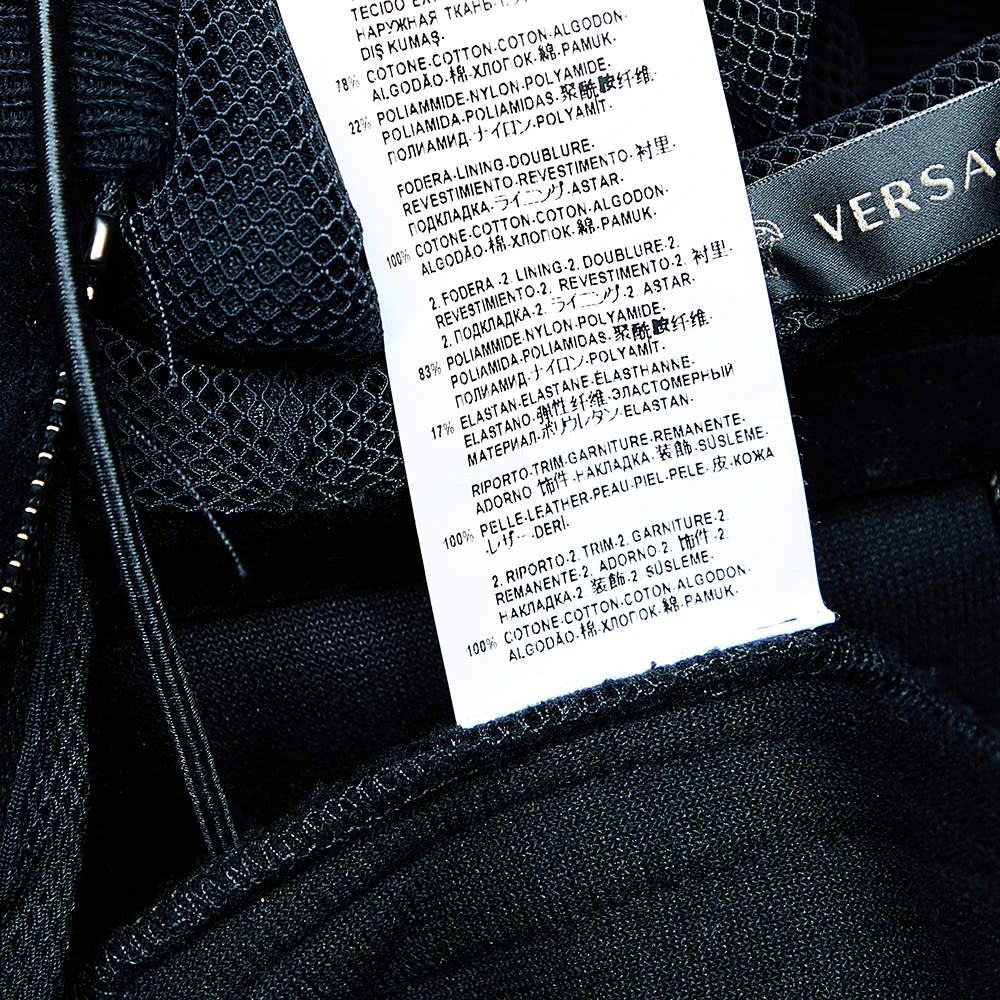 TECIDO
НАРУЖНАЯ ТКАНЬ-1.
DIŞ KUMAŞ.
78% COTONE-COTTON-COTON-ALGODON-
ALGODÃO-棉-ХЛОПОК-綿-PAMUK.
22% POLIAMMIDE-NYLON-POLYAMIDE-
POLIAMIDA-POLIAMIDAS-聚酰胺纤维-
ПОЛИАМИД-ナイロン-POLYAMİT.
FODERA-LINING-DOUBLURE-
REVESTIMIENTO-REVESTIMENTO-衬里-
ПОДКЛАДКА-ライニング-ASTAR.
100% COTONE-COTTON-COTON-ALGODON-
ALGODÃO-棉-ХЛОПОК-綿-PAMUK.
2. FODERA -2. LINING-2. DOUBLURE-2.
REVESTIMIENTO-2. REVESTIMENTO-2. 衬里-
2. ПОДКЛАДКА-2. ライニング-2. ASTAR.
83% POLIAMMIDE-NYLON-POLYAMIDE-
POLIAMIDA-POLIAMIDAS-聚酰胺纤维-
ПОЛИАМИД-ナイロン-POLYAMİT.
17% ELASTAN-ELASTANE-ÉLASTHANNE-
ELASTANO-弹性纤维-ЭЛАСТОМЕРНЫЙ
МАТЕРИАЛ-ポリウレタン-ELASTAN.
RIPORTO-TRIM-GARNITURE-REMANENTE-
ADORNO 饰件-НАКЛАДКА-装飾-SÜSLEME-
100% PELLE-LEATHER-PEAU-PIEL-PELE-皮-КОЖА
-レザー-DERİ.
2. RIPORTO-2. TRIM-2. GARNITURE-2.
REMANENTE-2. ADORNO-2. 饰件-2.
НАКЛАДКА-2 装飾-2 SÜSLEME.
100% COTONE-COTTON-COTON-ALGODON-
ALGODÃO-棉-ХЛОПОК-綿-PAMUK.
VERSAC